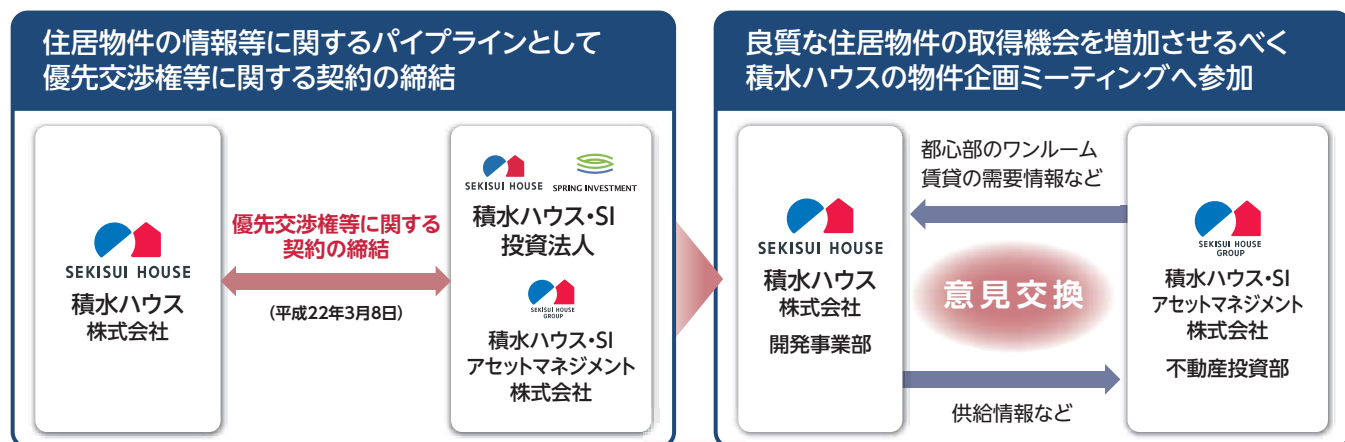 住居物件の情報等に関するパイプラインとして
優先交渉権等に関する契約の締結
SEKISUI HOUSE
積水ハウス
株式会社
優先交渉権等に関する
契約の締結
(平成22年3月8日)
SEKISUI HOUSE
SPRING INVESTMENT
積水ハウス・SI
投資法人
SEKISUI HOUSE
GROUP
積水ハウス・SI
アセットマネジメント
株式会社
良質な住居物件の取得機会を増加させるべく
積水ハウスの物件企画ミーティングへ参加
SEKISUI HOUSE
積水ハウス
株式会社
開発事業部
都心部のワンルーム
賃貸の需要情報など
意見交換
供給情報など
SEKISUI HOUSE
GROUP
積水ハウス・SI
アセットマネジメント
株式会社
不動産投資部